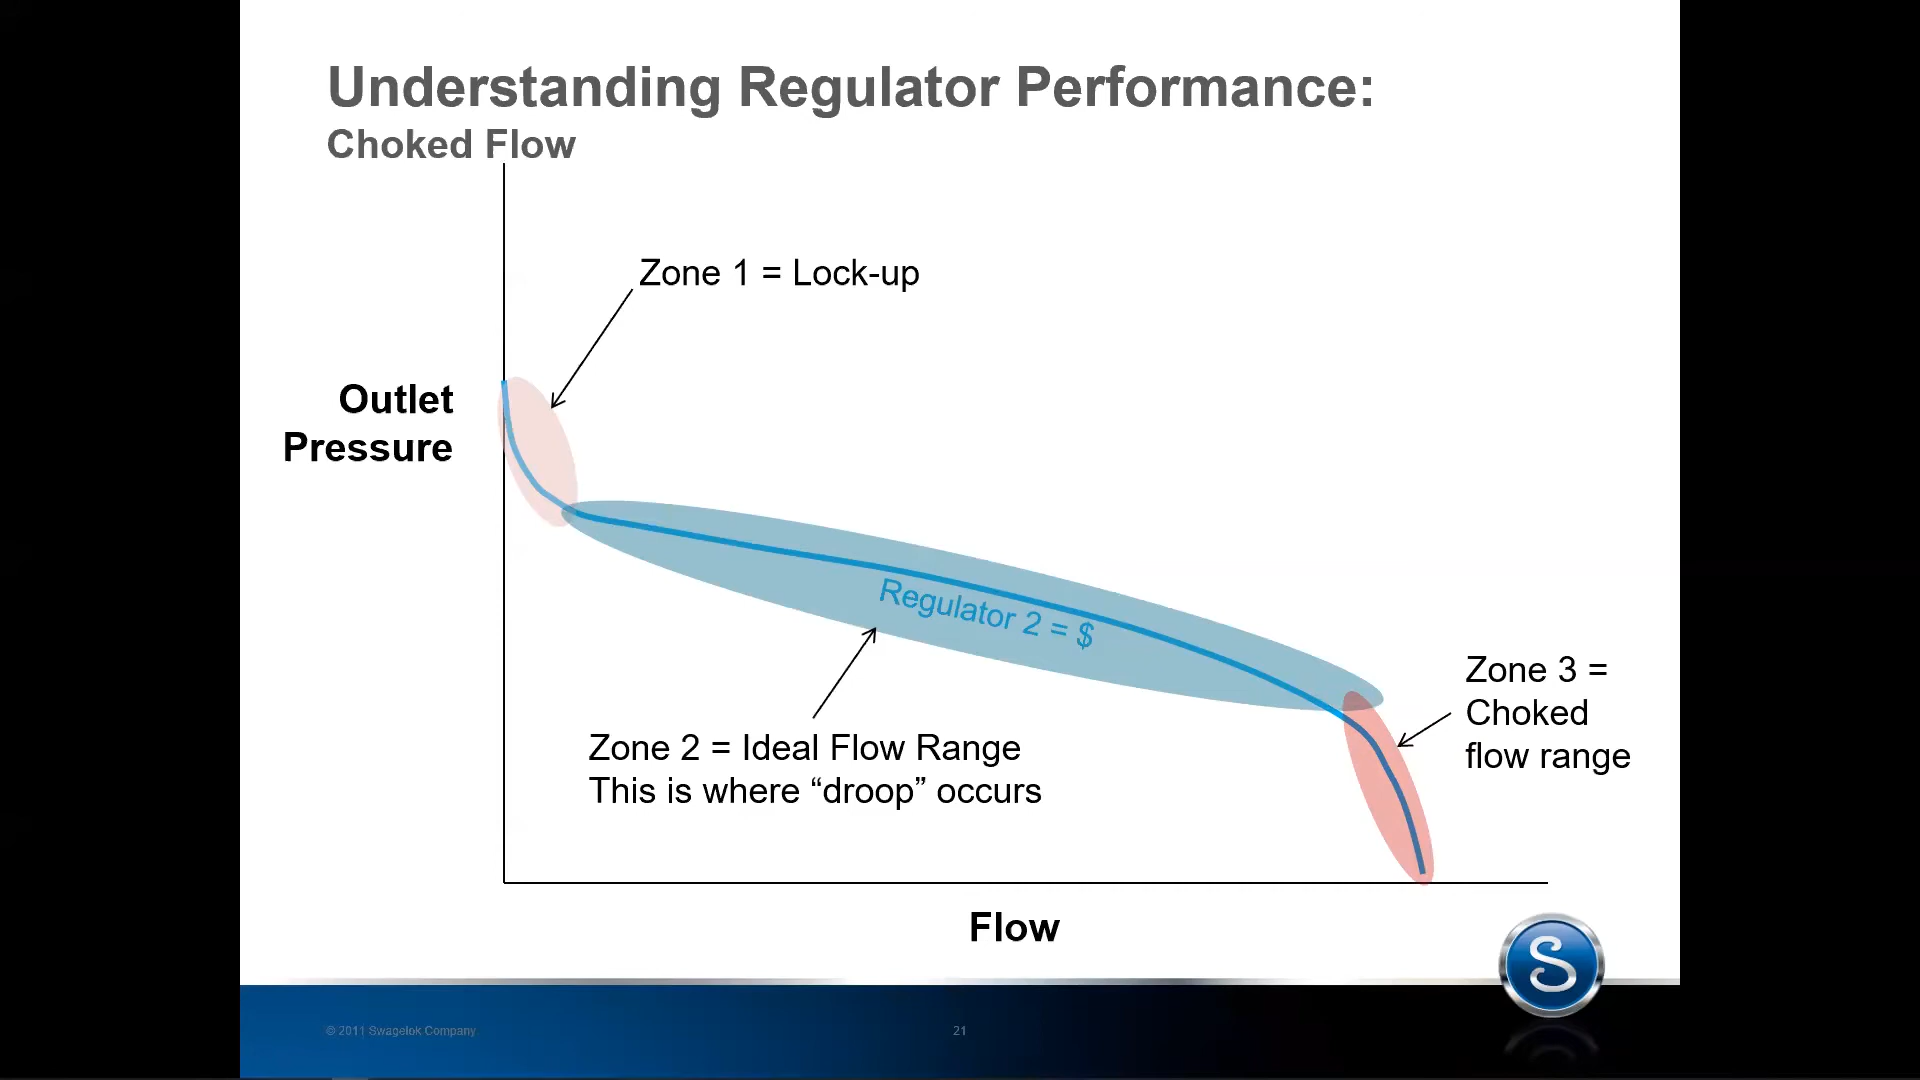 Understanding Regulator Performance:
Choked Flow
Zone 1 = Lock-up
Outlet
Pressure
Regulator 2 = $
Zone 3 =
Choked
flow range
Zone 2 = Ideal Flow Range
This is where “droop” occurs
Flow
S
© 2011 Swagelok Company
21